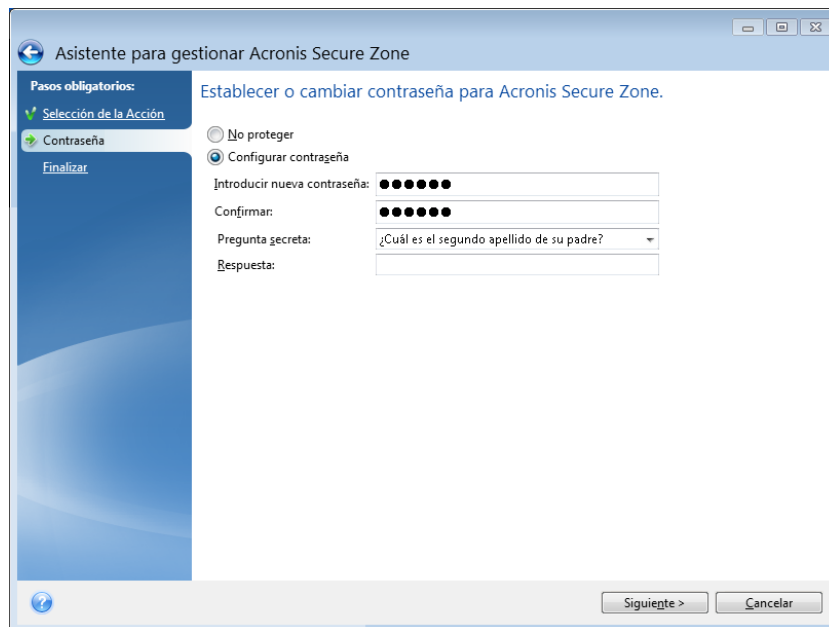 Asistente para gestionar Acronis Secure Zone
Pasos obligatorios:
Selección de la Acción
Contraseña
Finalizar
Establecer o cambiar contraseña para Acronis Secure Zone.
No proteger
Configurar contraseña
Introducir nueva contraseña: ●●●●●●
Confirmar: ●●●●●●
Pregunta secreta: ¿Cuál es el segundo apellido de su padre?
Respuesta:
Siguiente >
Cancelar